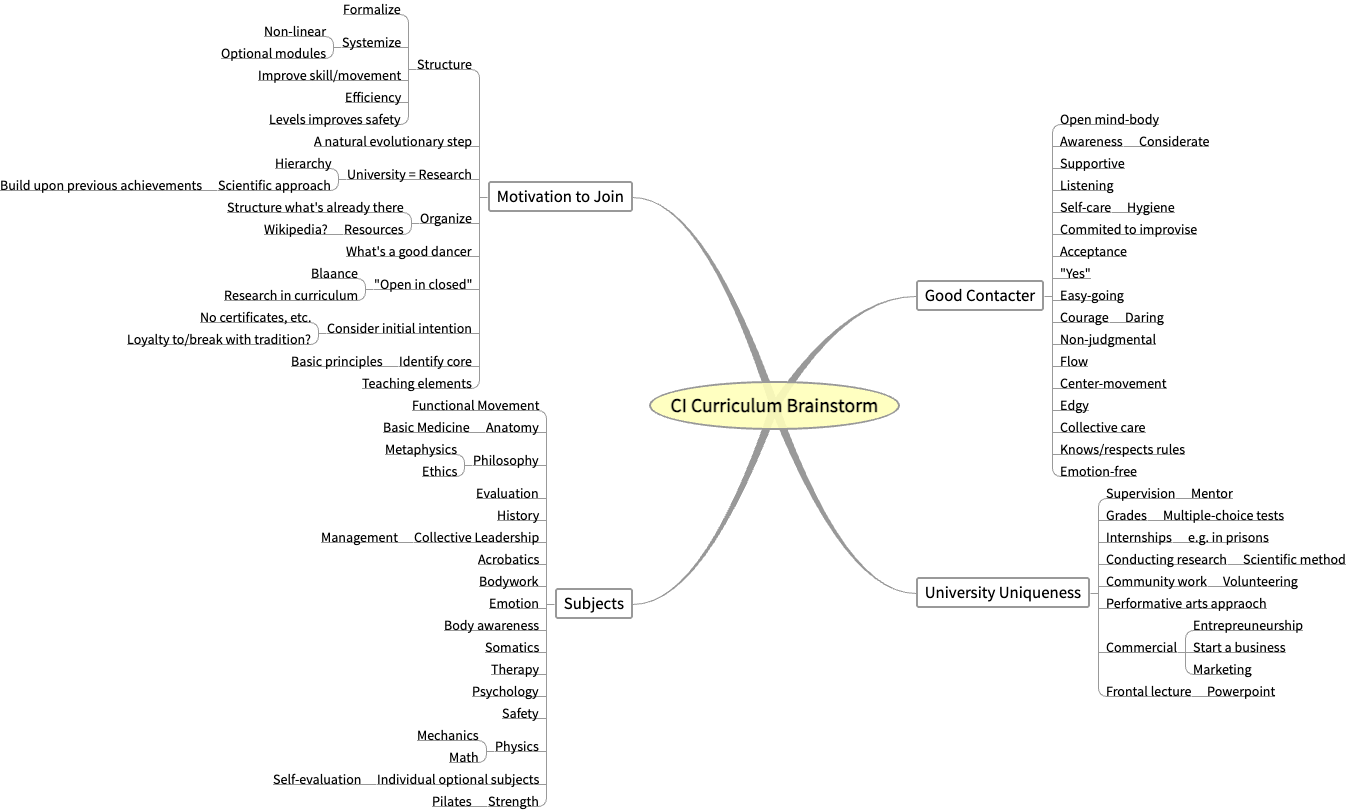 CI Curriculum Brainstorm
Motivation to Join
Structure
Formalize
Systemize
Non-linear
Optional modules
Improve skill/movement
Efficiency
Levels improves safety
A natural evolutionary step
University = Research
Hierarchy
Scientific approach
Build upon previous achievements
Organize
Structure what's already there
Resources
Wikipedia?
What's a good dancer
"Open in closed"
Blaance
Research in curriculum
Consider initial intention
No certificates, etc.
Loyalty to/break with tradition?
Identify core
Basic principles
Teaching elements
Subjects
Functional Movement
Anatomy
Basic Medicine
Philosophy
Metaphysics
Ethics
Evaluation
History
Collective Leadership
Management
Acrobatics
Bodywork
Emotion
Body awareness
Somatics
Therapy
Psychology
Safety
Physics
Mechanics
Math
Individual optional subjects
Self-evaluation
Strength
Pilates
Good Contacter
Open mind-body
Awareness
Considerate
Supportive
Listening
Self-care
Hygiene
Commited to improvise
Acceptance
"Yes"
Easy-going
Courage
Daring
Non-judgmental
Flow
Center-movement
Edgy
Collective care
Knows/respects rules
Emotion-free
University Uniqueness
Supervision
Mentor
Grades
Multiple-choice tests
Internships
e.g. in prisons
Conducting research
Scientific method
Community work
Volunteering
Performative arts appraoch
Commercial
Entrepreuneurship
Start a business
Marketing
Frontal lecture
Powerpoint